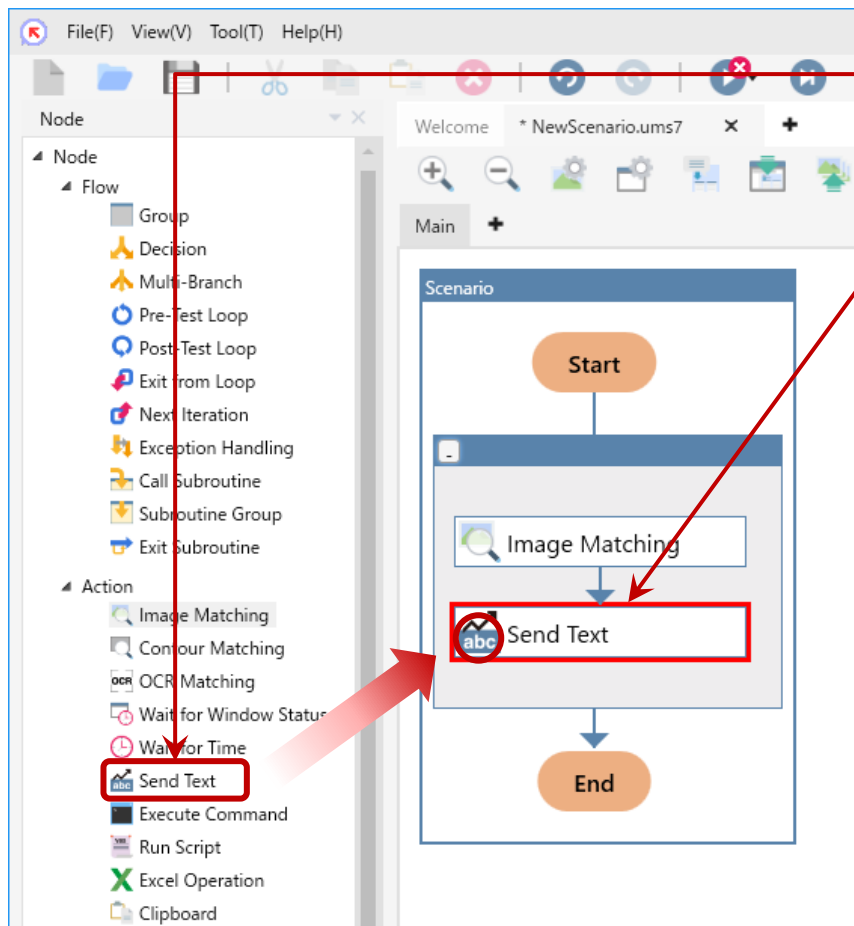 File(F) View(V) Tool(T) Help(H)
Node
Welcome * NewScenario.ums7
Node
Flow
Group
Decision
Multi-Branch
Pre-Test Loop
Post-Test Loop
Exit from Loop
Next Iteration
Exception Handling
Call Subroutine
Subroutine Group
Exit Subroutine
Action
Image Matching
Contour Matching
OCR OCR Matching
Wait for Window Status
Wait for Time
abc Send Text
Execute Command
Run Script
Excel Operation
Clipboard
Main
Scenario
Start
Image Matching
abc Send Text
End